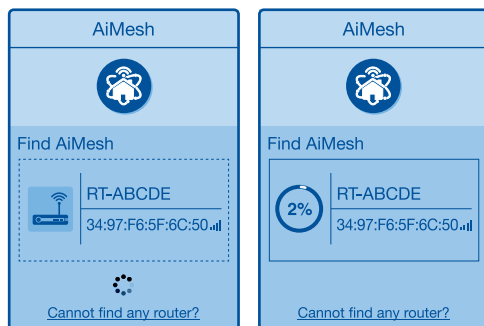 AiMesh
Find AiMesh
RT-ABCDE
34:97:F6:5F:6C:50
Cannot find any router?
AiMesh
Find AiMesh
2%
RT-ABCDE
34:97:F6:5F:6C:50
Cannot find any router?